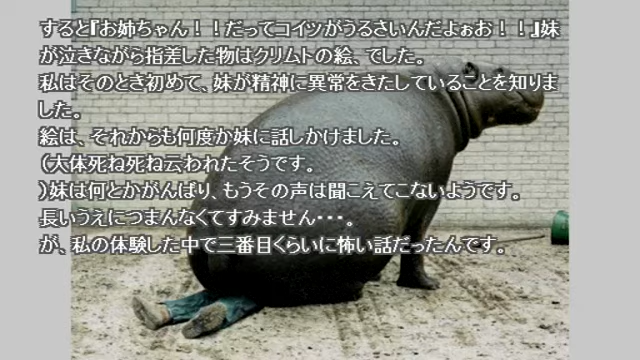 すると『お姉ちゃん！！だってコイツがうるさいんだよぉお！！』妹
が泣きながら指差した物はクリムトの絵、でした。
私はそのとき初めて、妹が精神に異常をきたしていることを知りま
した。
絵は、それからも何度か妹に話しかけました。
（大体死ね死ね云われたそうです。
）妹は何とかがんばり、もうその声は聞こえてこないようです。
長いうえにつまんなくてすみません・・・。
が、私の体験した中で三番目くらいに怖い話だったんです。